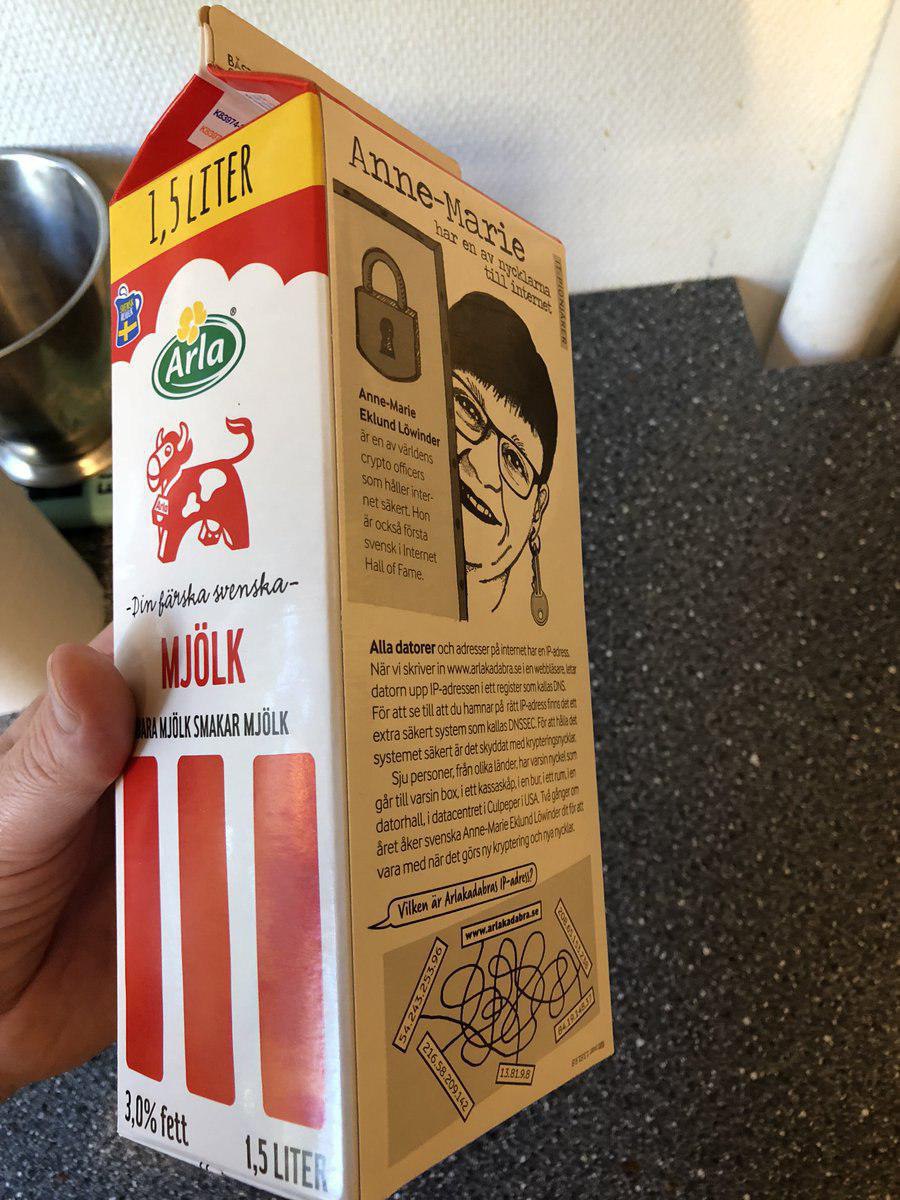 1,5 LITER
SVENSK
Arla
Arla
-Din färska svenska-
MJÖLK
BARA MJÖLK SMAKAR MJÖLK
3,0% fett
1,5 LITER
Anne-Marie
har en av nycklarna
till internet
Anne-Marie
Eklund Löwinder
är en av världens
crypto officers
som håller inter-
net säkert. Hon
är också första
svensk i Internet
Hall of Fame.
Alla datorer och adresser på internet har en IP-adress.
När vi skriver in www.arlakadabra.se i en webbläsare, letar
datorn upp IP-adressen i ett register som kallas DNS.
För att se till att du hamnar på rätt IP-adress finns det ett
extra säkert system som kallas DNSSEC. För att hålla det
systemet säkert är det skyddat med krypteringsnycklar.
Sju personer, från olika länder, har varsin nyckel som
går till varsin box, i ett kassaskåp, i en bur, i ett rum, i en
datorhall, i datacentret i Culpeper i USA. Två gånger om
året åker svenska Anne-Marie Eklund Löwinder dit för att
vara med när det görs ny kryptering och nya nycklar.
Vilken är Arlakadabras IP-adress?
www.arlakadabra.se
54.243.253.96
216.58.209.142
13.81.9.8